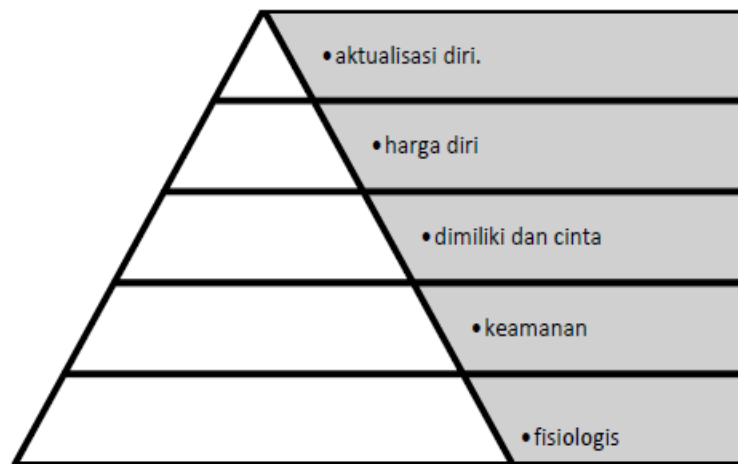 •aktualisasi diri.
•harga diri
•dimiliki dan cinta
•keamanan
•fisiologis